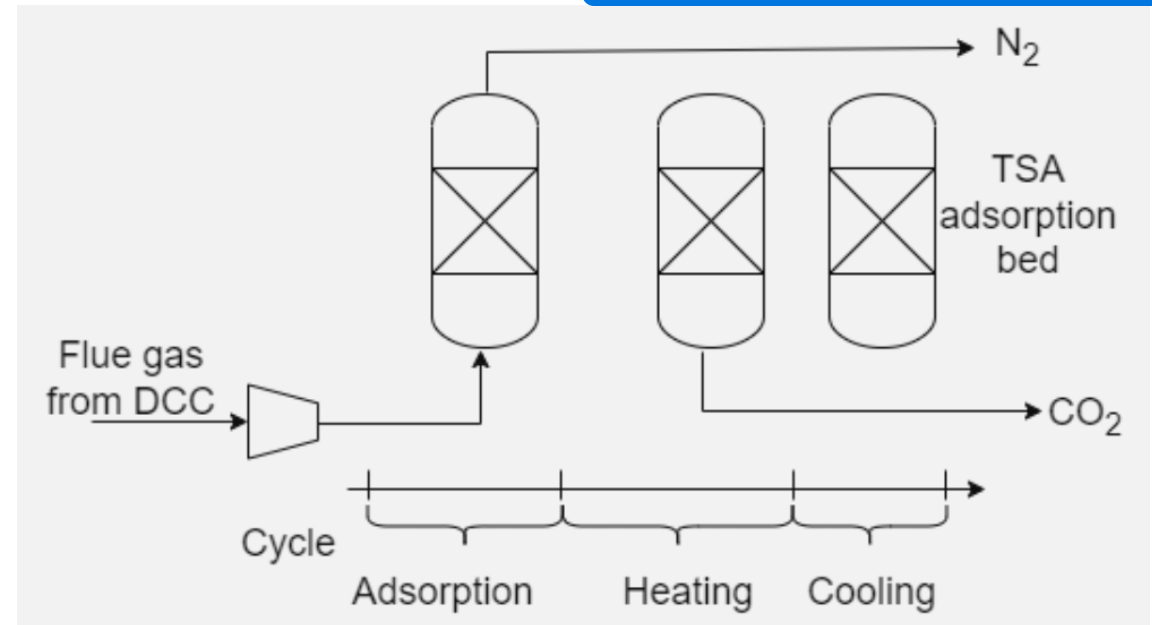 N₂
TSA
adsorption
bed
Flue gas
from DCC
CO₂
Cycle
Adsorption
Heating
Cooling